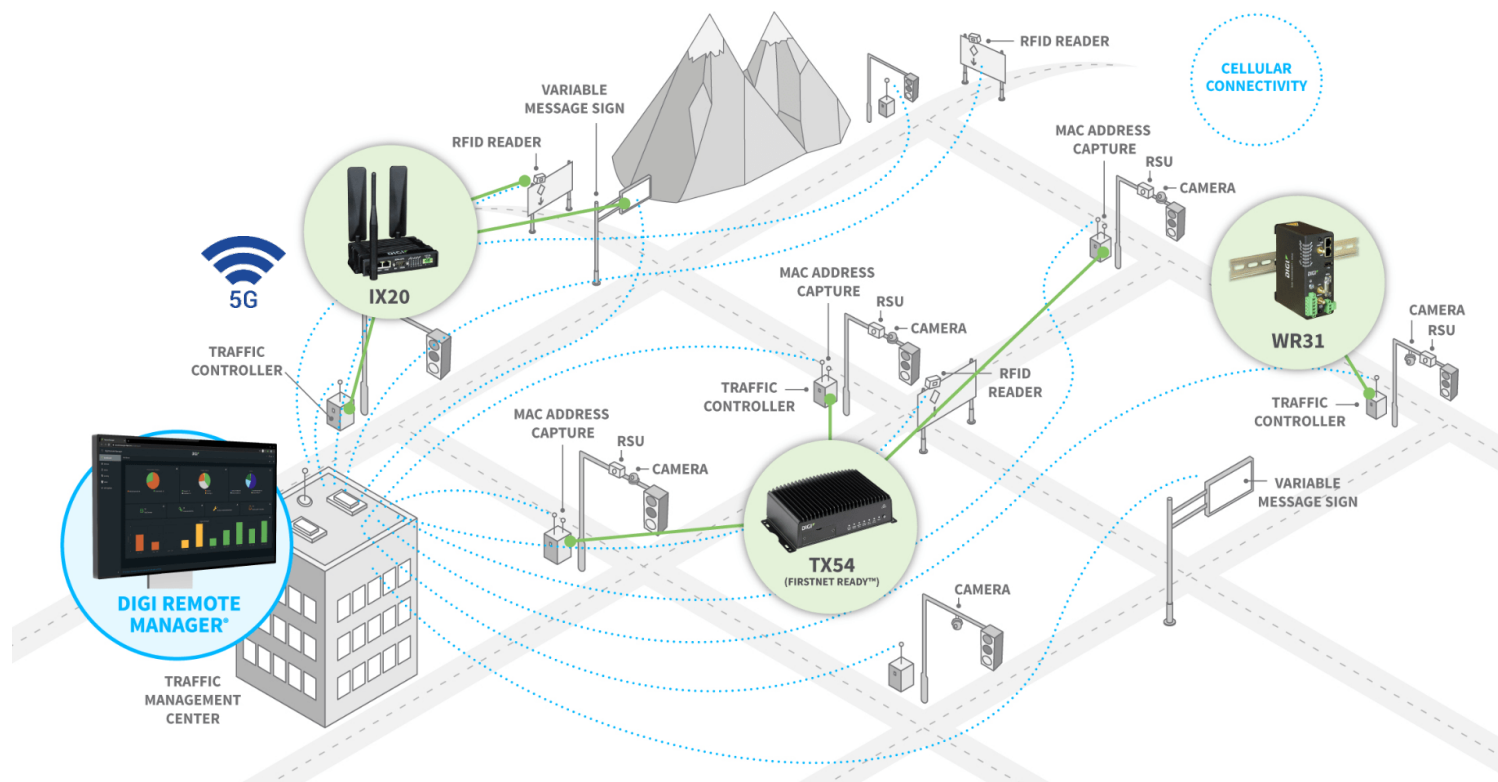 RFID READER
CELLULAR
CONNECTIVITY
VARIABLE
MESSAGE SIGN
RFID READER
MAC ADDRESS
CAPTURE
RSU
CAMERA
5G
IX20
MAC ADDRESS
CAPTURE
RSU
CAMERA
DIGI
WR31
CAMERA
RSU
TRAFFIC
CONTROLLER
TRAFFIC
CONTROLLER
RFID
READER
TRAFFIC
CONTROLLER
MAC ADDRESS
CAPTURE
RSU
CAMERA
VARIABLE
MESSAGE SIGN
DIGI
TX54
(FIRSTNET READY™)
CAMERA
DIGI REMOTE
MANAGER®
TRAFFIC
MANAGEMENT
CENTER